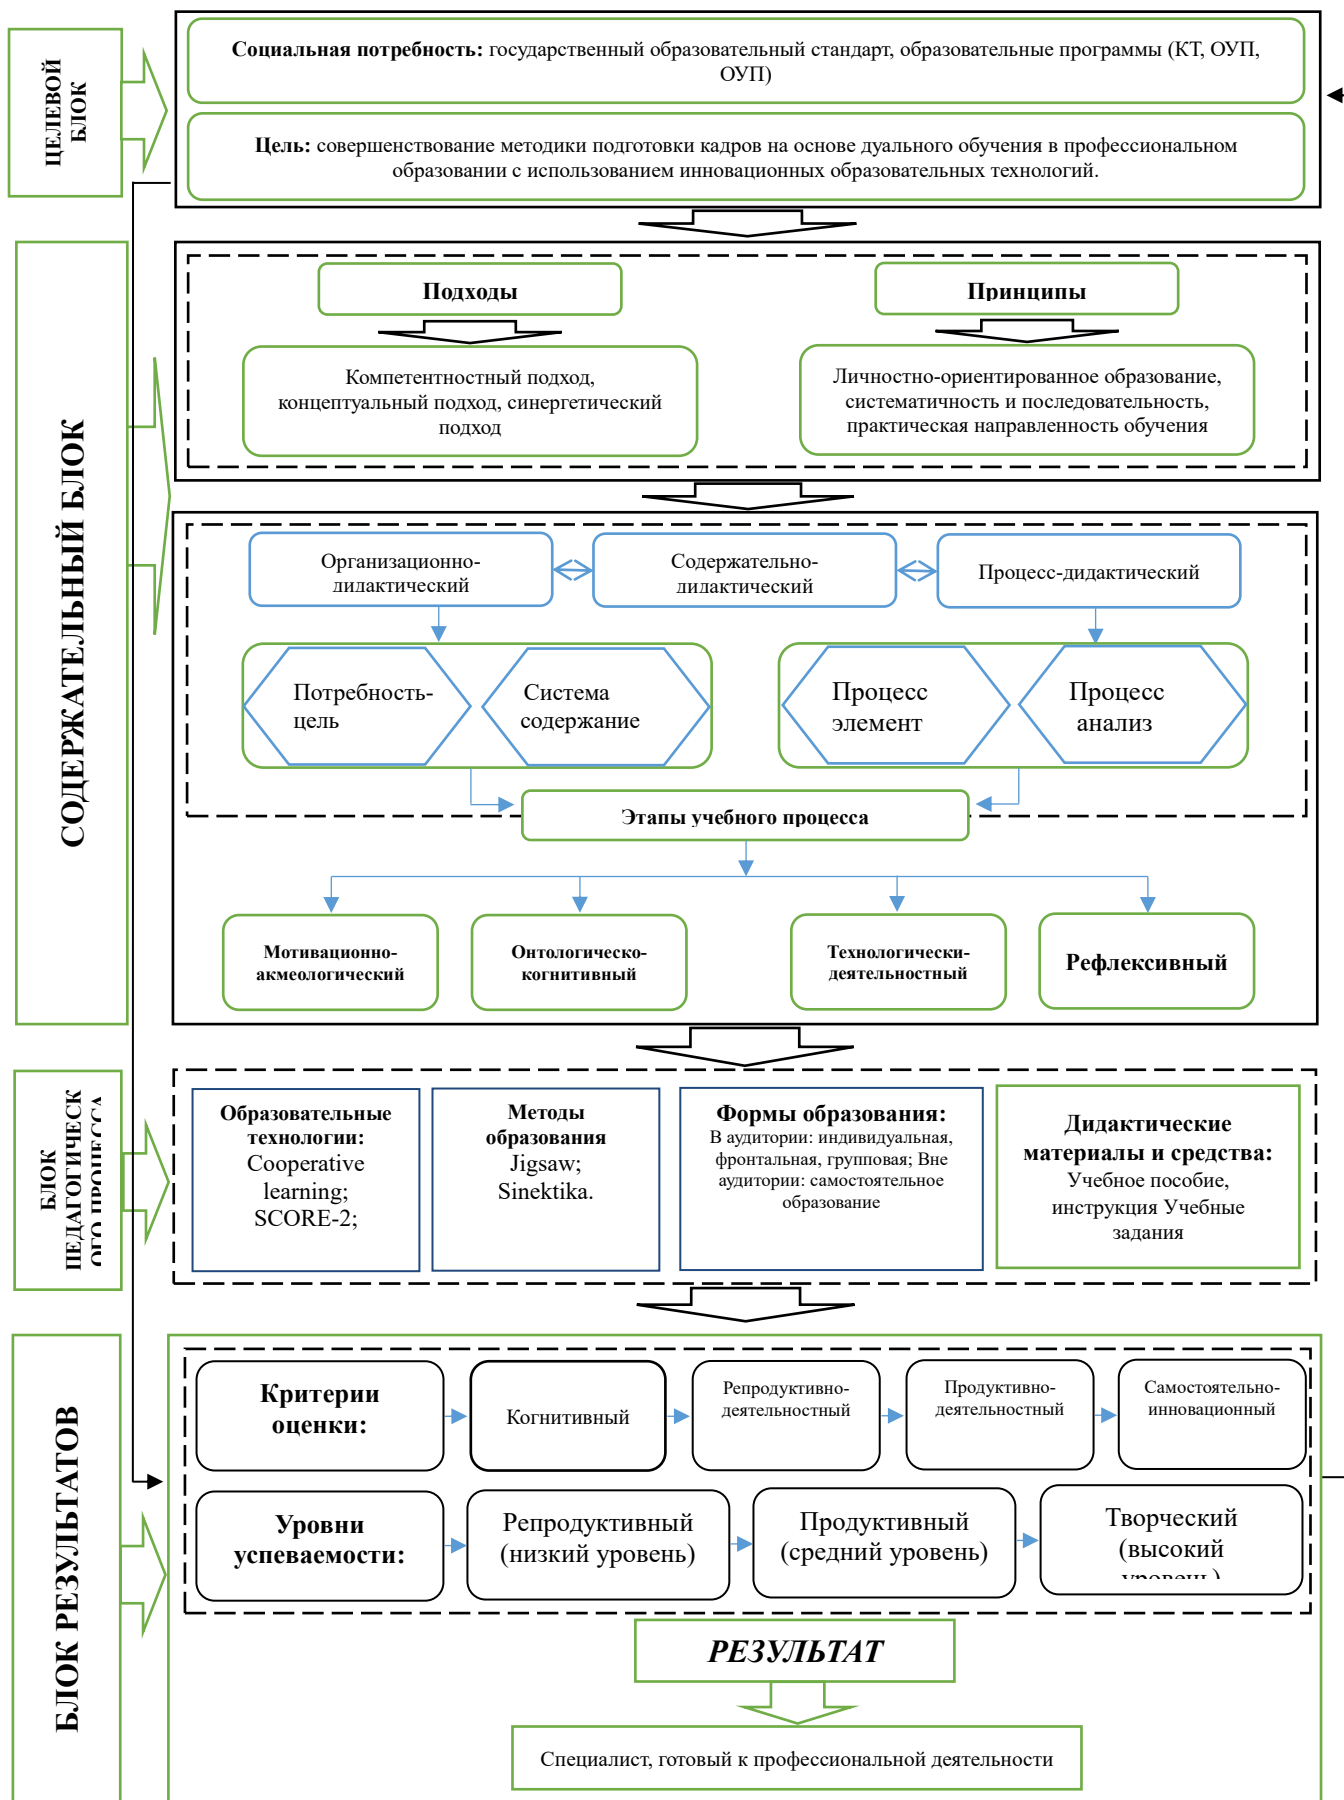 ЦЕЛЕВОЙ
БЛОК
Социальная потребность: государственный образовательный стандарт, образовательные программы (КТ, ОУП,
ОУП)
Цель: совершенствование методики подготовки кадров на основе дуального обучения в профессиональном
образовании с использованием инновационных образовательных технологий.
СОДЕРЖАТЕЛЬНЫЙ БЛОК
Подходы
Принципы
Компетентностный подход,
концептуальный подход, синергетический
подход
Личностно-ориентированное образование,
систематичность и последовательность,
практическая направленность обучения
Организационно-
дидактический
Содержательно-
дидактический
Процесс-дидактический
Потребность-
цель
Система
содержание
Процесс
элемент
Процесс
анализ
Этапы учебного процесса
Мотивационно-
акмеологический
Онтологическо-
когнитивный
Технологически-
деятельностный
Рефлексивный
БЛОК
ПЕДАГОГИЧЕСК
ОГО ПРОЦЕССА
Образовательные
технологии:
Cooperative
learning;
SCORE-2;
Методы
образования
Jigsaw;
Sinektika.
Формы образования:
В аудитории: индивидуальная,
фронтальная, групповая; Вне
аудитории: самостоятельное
образование
Дидактические
материалы и средства:
Учебное пособие,
инструкция Учебные
задания
БЛОК РЕЗУЛЬТАТОВ
Критерии
оценки:
Когнитивный
Репродуктивно-
деятельностный
Продуктивно-
деятельностный
Самостоятельно-
инновационный
Уровни
успеваемости:
Репродуктивный
(низкий уровень)
Продуктивный
(средний уровень)
Творческий
(высокий
уровень)
РЕЗУЛЬТАТ
Специалист, готовый к профессиональной деятельности